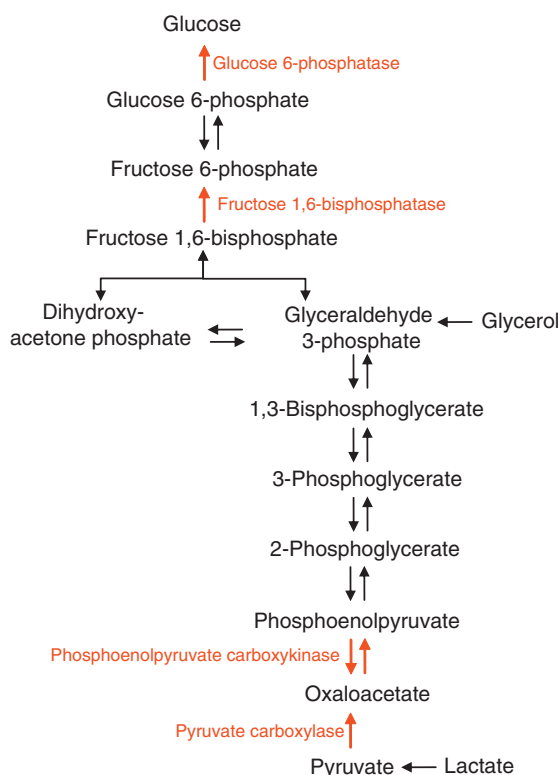 Glucose
Glucose 6-phosphatase
Glucose 6-phosphate
Fructose 6-phosphate
Fructose 1,6-bisphosphatase
Fructose 1,6-bisphosphate
Dihydroxy-
acetone phosphate
Glyceraldehyde
3-phosphate
Glycerol
1,3-Bisphosphoglycerate
3-Phosphoglycerate
2-Phosphoglycerate
Phosphoenolpyruvate
Phosphoenolpyruvate carboxykinase
Oxaloacetate
Pyruvate carboxylase
Pyruvate
Lactate